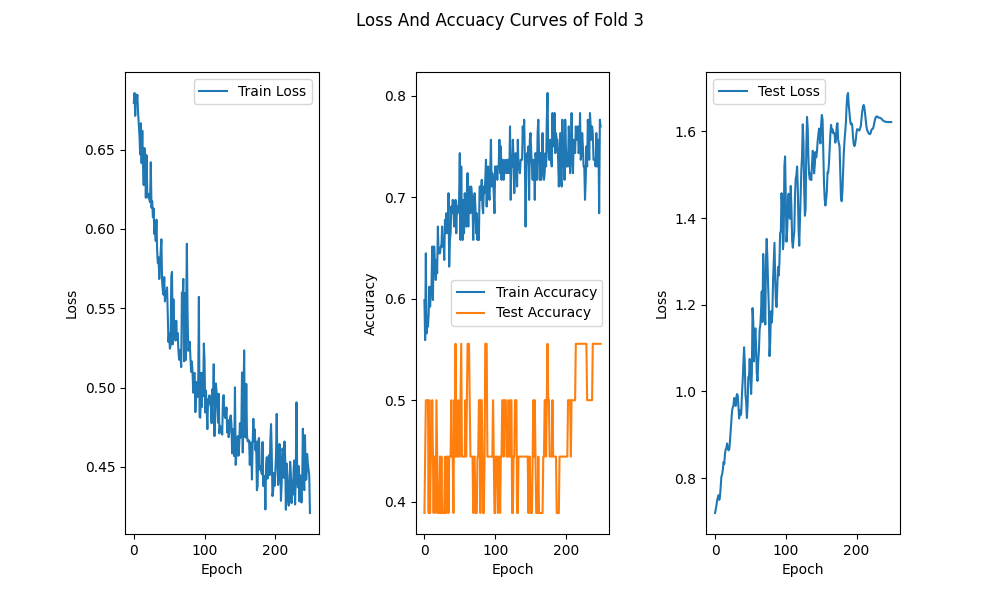 Loss And Accuacy Curves of Fold 3
Train Loss
0.65
0.60
0.55
0.50
0.45
Loss
0
100
200
Epoch
0.8
0.7
0.6
0.5
0.4
Accuracy
Train Accuracy
Test Accuracy
0
100
200
Epoch
Test Loss
1.6
1.4
1.2
1.0
0.8
Loss
0
100
200
Epoch